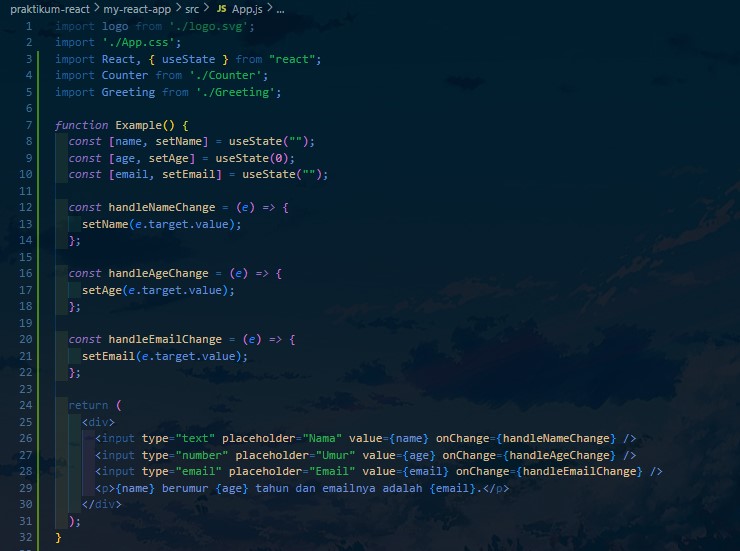 praktikum-react > my-react-app > src > JS App.js > ...
1 import logo from './logo.svg';
2 import './App.css';
3 import React, { useState } from "react";
4 import Counter from './Counter';
5 import Greeting from './Greeting';
6
7 function Example() {
8   const [name, setName] = useState("");
9   const [age, setAge] = useState(0);
10   const [email, setEmail] = useState("");
11
12   const handleNameChange = (e) => {
13     setName(e.target.value);
14   };
15
16   const handleAgeChange = (e) => {
17     setAge(e.target.value);
18   };
19
20   const handleEmailChange = (e) => {
21     setEmail(e.target.value);
22   };
23
24   return (
25     <div>
26       <input type="text" placeholder="Nama" value={name} onChange={handleNameChange} />
27       <input type="number" placeholder="Umur" value={age} onChange={handleAgeChange} />
28       <input type="email" placeholder="Email" value={email} onChange={handleEmailChange} />
29       <p>{name} berumur {age} tahun dan emailnya adalah {email}.</p>
30     </div>
31   );
32 }